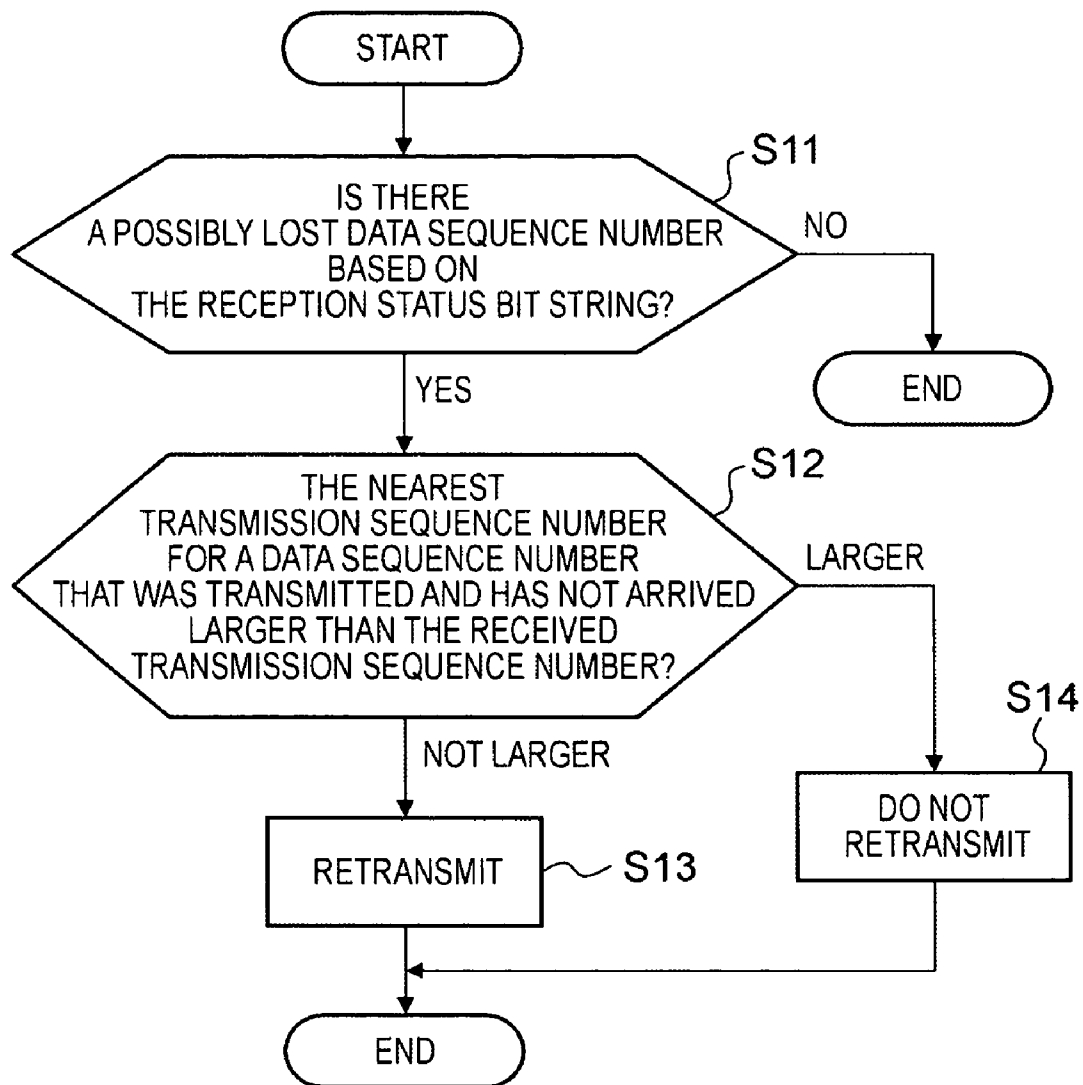 START
S11
IS THERE
A POSSIBLY LOST DATA SEQUENCE NUMBER
BASED ON
THE RECEPTION STATUS BIT STRING?
NO
END
YES
S12
THE NEAREST
TRANSMISSION SEQUENCE NUMBER
FOR A DATA SEQUENCE NUMBER
THAT WAS TRANSMITTED AND HAS NOT ARRIVED
LARGER THAN THE RECEIVED
TRANSMISSION SEQUENCE NUMBER?
LARGER
NOT LARGER
S14
DO NOT
RETRANSMIT
RETRANSMIT
S13
END